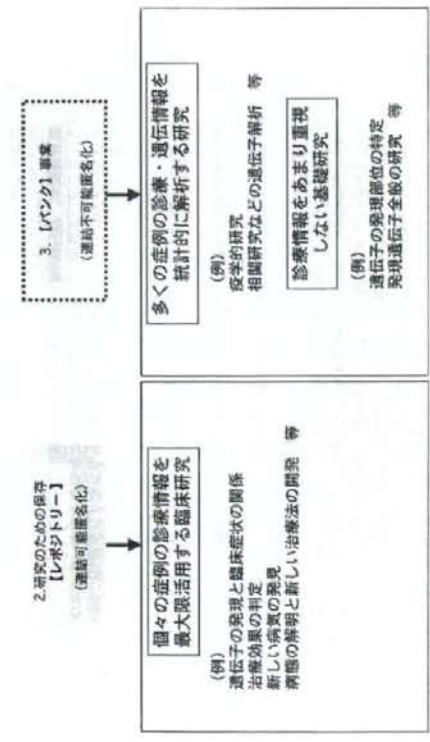 2.研究のための保存
【レポジトリー】
(連結可能匿名化)
個々の症例の診療情報を
最大限活用する臨床研究
(例)
遺伝子の発現と臨床症状の関係
治療効果の判定
新しい病気の発見
病態の解明と新しい治療法の開発 等
3.【バンク】事業
(連結不可能匿名化)
多くの症例の診療・遺伝情報を
統計的に解析する研究
(例)
疫学的研究
相関研究などの遺伝子解析 等
診療情報をあまり重視
しない基礎研究
(例)
遺伝子の発現部位の特定
発現遺伝子全般の研究 等